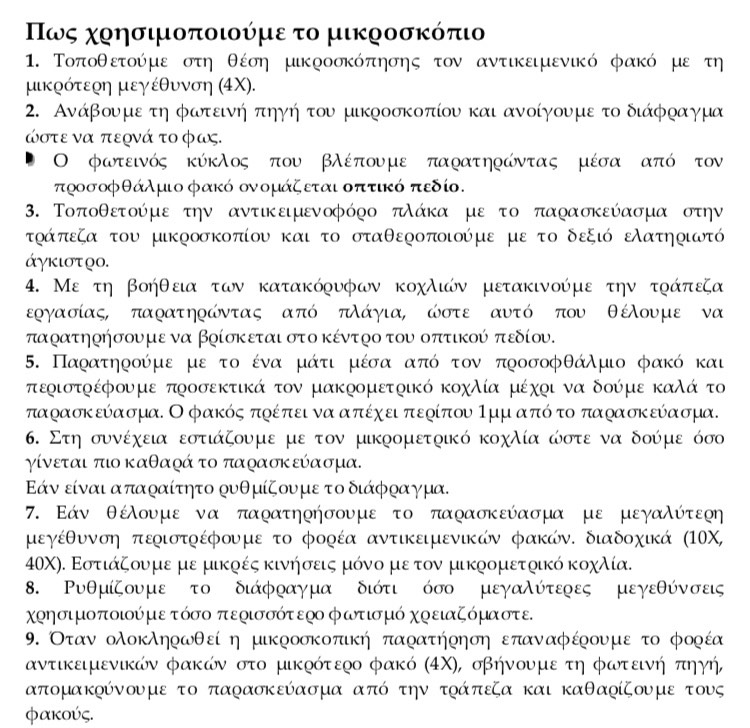 Πως χρησιμοποιούμε το μικροσκόπιο
1. Τοποθετούμε στη θέση μικροσκόπησης τον αντικειμενικό φακό με τη
μικρότερη μεγέθυνση (4Χ).
2. Ανάβουμε τη φωτεινή πηγή του μικροσκοπίου και ανοίγουμε το διάφραγμα
ώστε να περνά το φως.
Ο φωτεινός κύκλος που βλέπουμε παρατηρώντας μέσα από τον
προσοφθάλμιο φακό ονομάζεται οπτικό πεδίο.
3. Τοποθετούμε την αντικειμενοφόρο πλάκα με το παρασκεύασμα στην
τράπεζα του μικροσκοπίου και το σταθεροποιούμε με το δεξιό ελατηριωτό
άγκιστρο.
4. Με τη βοήθεια των κατακόρυφων κοχλιών μετακινούμε την τράπεζα
εργασίας, παρατηρώντας από πλάγια, ώστε αυτό που θέλουμε να
παρατηρήσουμε να βρίσκεται στο κέντρο του οπτικού πεδίου.
5. Παρατηρούμε με το ένα μάτι μέσα από τον προσοφθάλμιο φακό και
περιστρέφουμε προσεκτικά τον μακρομετρικό κοχλία μέχρι να δούμε καλά το
παρασκεύασμα. Ο φακός πρέπει να απέχει περίπου 1μμ από το παρασκεύασμα.
6. Στη συνέχεια εστιάζουμε με τον μικρομετρικό κοχλία ώστε να δούμε όσο
γίνεται πιο καθαρά το παρασκεύασμα.
Εάν είναι απαραίτητο ρυθμίζουμε το διάφραγμα.
7. Εάν θέλουμε να παρατηρήσουμε το παρασκεύασμα με μεγαλύτερη
μεγέθυνση περιστρέφουμε το φορέα αντικειμενικών φακών. διαδοχικά (10Χ,
40Χ). Εστιάζουμε με μικρές κινήσεις μόνο με τον μικρομετρικό κοχλία.
8. Ρυθμίζουμε το διάφραγμα διότι όσο μεγαλύτερες μεγεθύνσεις
χρησιμοποιούμε τόσο περισσότερο φωτισμό χρειαζόμαστε.
9. Όταν ολοκληρωθεί η μικροσκοπική παρατήρηση επαναφέρουμε το φορέα
αντικειμενικών φακών στο μικρότερο φακό (4Χ), σβήνουμε τη φωτεινή πηγή,
απομακρύνουμε το παρασκεύασμα από την τράπεζα και καθαρίζουμε τους
φακούς.